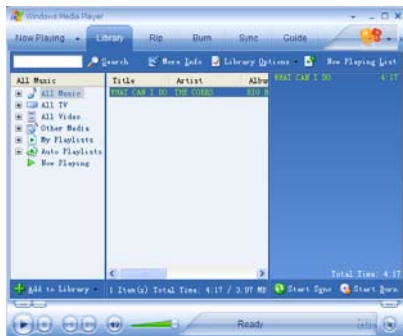 Windows Media Player
Now Playing Library Rip Burn Sync Guide
Search More Info Library Options Now Playing List
All Music
All Music
All TV
All Video
Other Media
My Playlists
Auto Playlists
Now Playing
Title Artist Albu
WHAT CAN I DO THE CORRS BIG B
WHAT CAN I DO 4:17
Total Time: 4:17
Add to Library 1 Item(s) Total Time: 4:17 / 3.97 MB Start Sync Start Burn
Ready